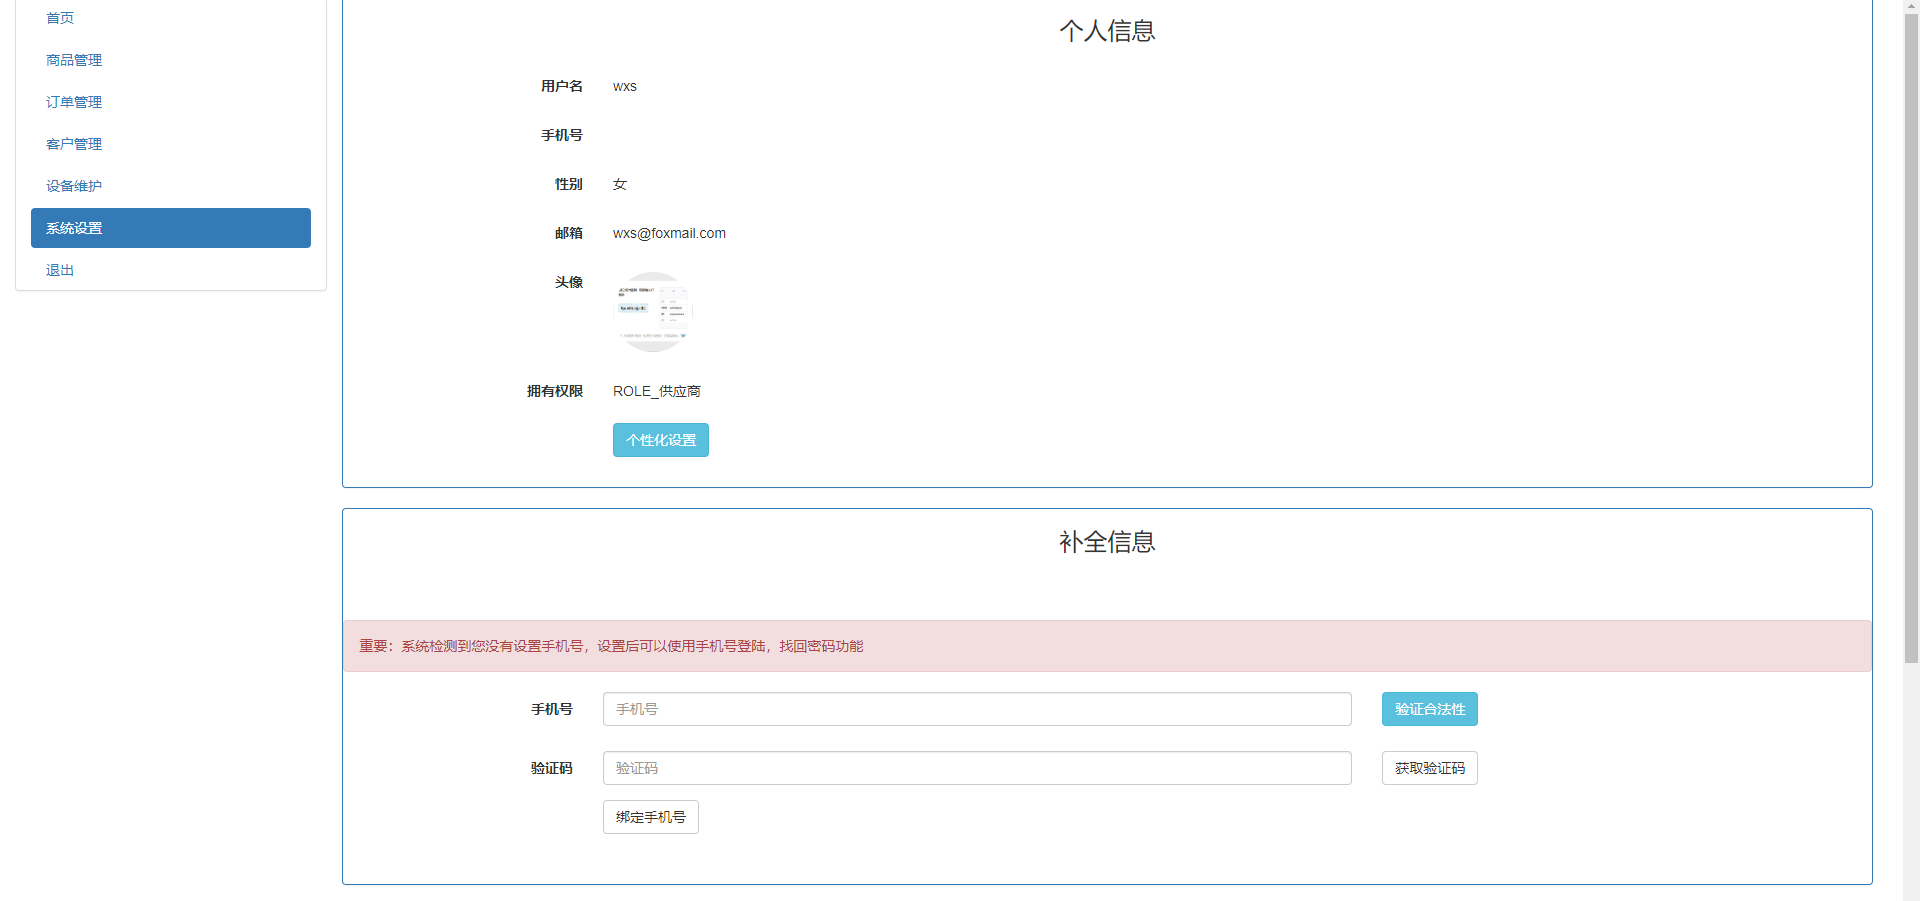 首页
商品管理
订单管理
客户管理
设备维护
系统设置
退出
个人信息
用户名 wxs
手机号
性别 女
邮箱 wxs@foxmail.com
头像
拥有权限 ROLE_供应商
个性化设置
补全信息
重要：系统检测到您没有设置手机号，设置后可以使用手机号登陆，找回密码功能
手机号 手机号 验证合法性
验证码 验证码 获取验证码
绑定手机号